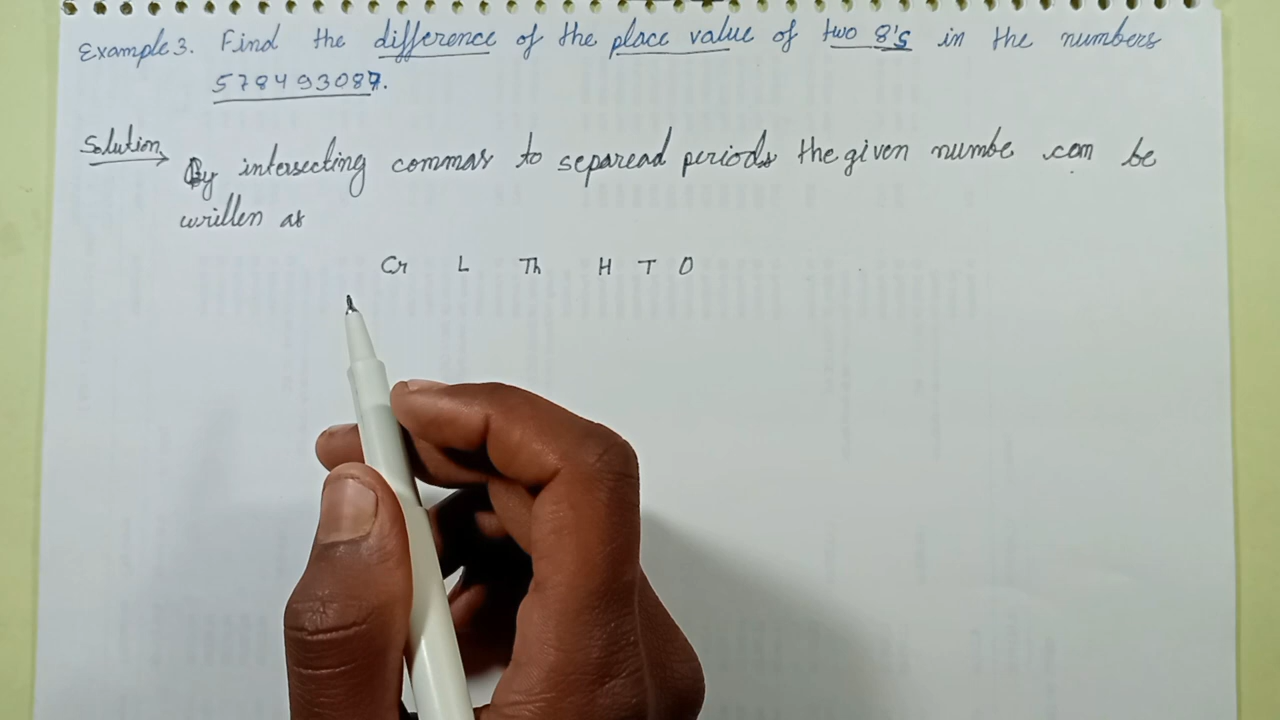 Example 3. Find the difference of the place value of two 8's in the numbers
578493087.
Solution
By intersecting commas to separead periods the given numbe can be
written as
Cr L Th H T O